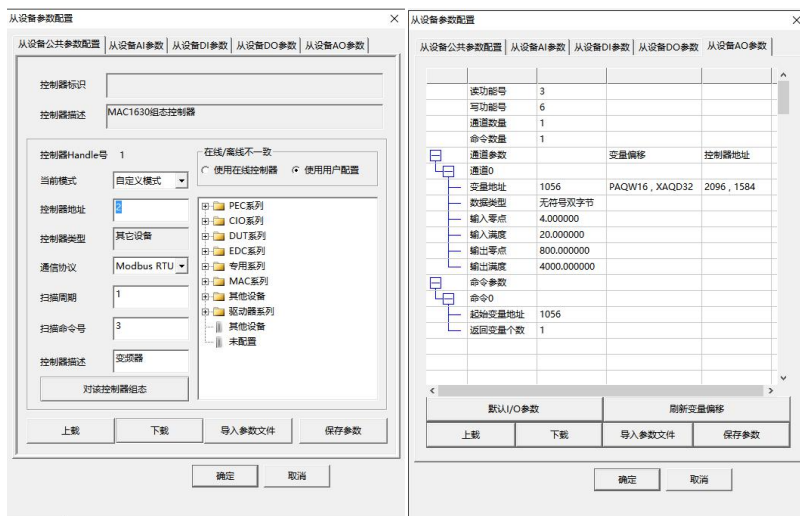 从设备参数配置
从设备公共参数配置 从设备AI参数 从设备DI参数 从设备DO参数 从设备AO参数
控制器标识
控制器描述 MAC1630组态控制器
控制器Handle号 1
在线/离线不一致
使用在线控制器 使用用户配置
当前模式 自定义模式
控制器地址 2
控制器类型 其它设备
通信协议 Modbus RTU
扫描周期 1
扫描命令号 3
控制器描述 变频器
对该控制器组态
PEC系列
CIO系列
DUT系列
EDC系列
专用系列
MAC系列
其他设备
驱动器系列
其他设备
未配置
上载 下载 导入参数文件 保存参数
确定 取消
从设备参数配置
从设备公共参数配置 从设备AI参数 从设备DI参数 从设备DO参数 从设备AO参数
读功能号 3
写功能号 6
通道数量 1
命令数量 1
通道参数 变量偏移 控制器地址
通道0
变量地址 1056 PAQW16 , XAQD32 2096 , 1584
数据类型 无符号双字节
输入零点 4.000000
输入满度 20.000000
输出零点 800.000000
输出满度 4000.000000
命令参数
命令0
起始变量地址 1056
返回变量个数 1
默认I/O参数 刷新变量偏移
上载 下载 导入参数文件 保存参数
确定 取消